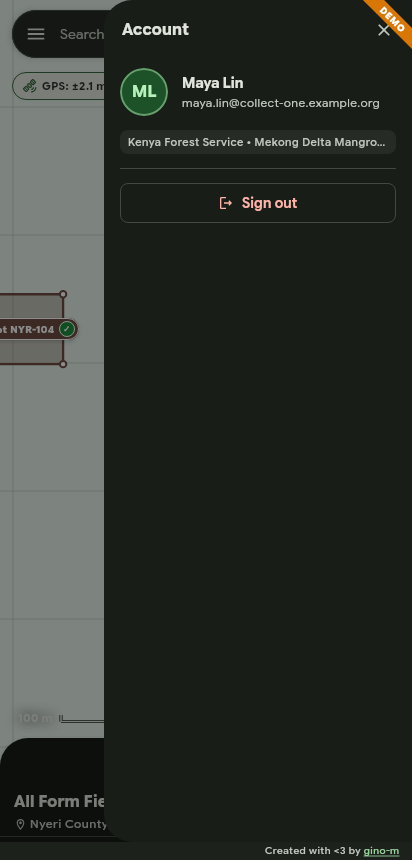 Account
DEMO
Search
GPS: ±2.1 m
ML
Maya Lin
maya.lin@collect-one.example.org
Kenya Forest Service • Mekong Delta Mangro...
Sign out
NYR-104
100 m
All Form Fie
Nyeri County
Created with <3 by gino-m